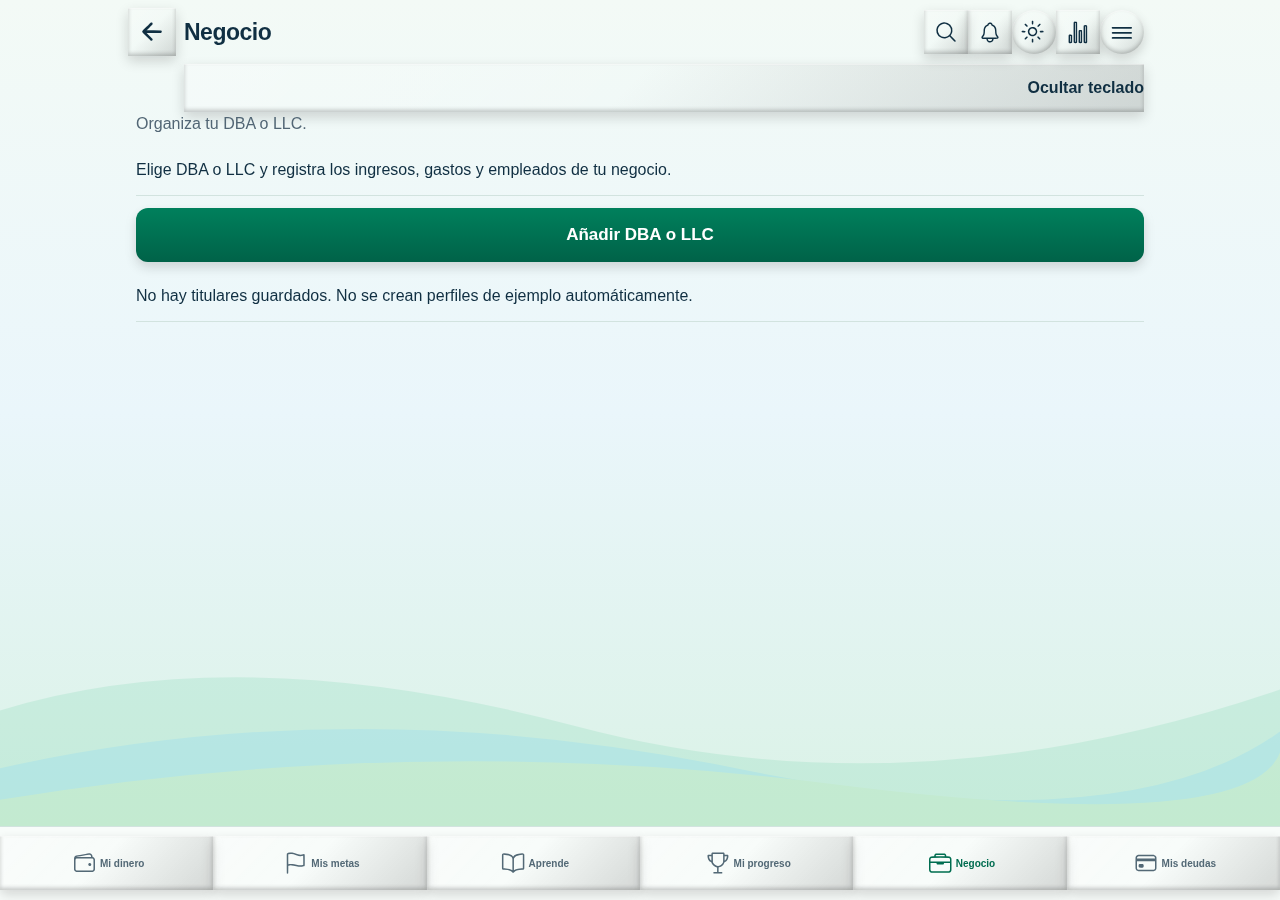 Negocio
Ocultar teclado
Organiza tu DBA o LLC.
Elige DBA o LLC y registra los ingresos, gastos y empleados de tu negocio.
Añadir DBA o LLC
No hay titulares guardados. No se crean perfiles de ejemplo automáticamente.
Mi dinero
Mis metas
Aprende
Mi progreso
Negocio
Mis deudas